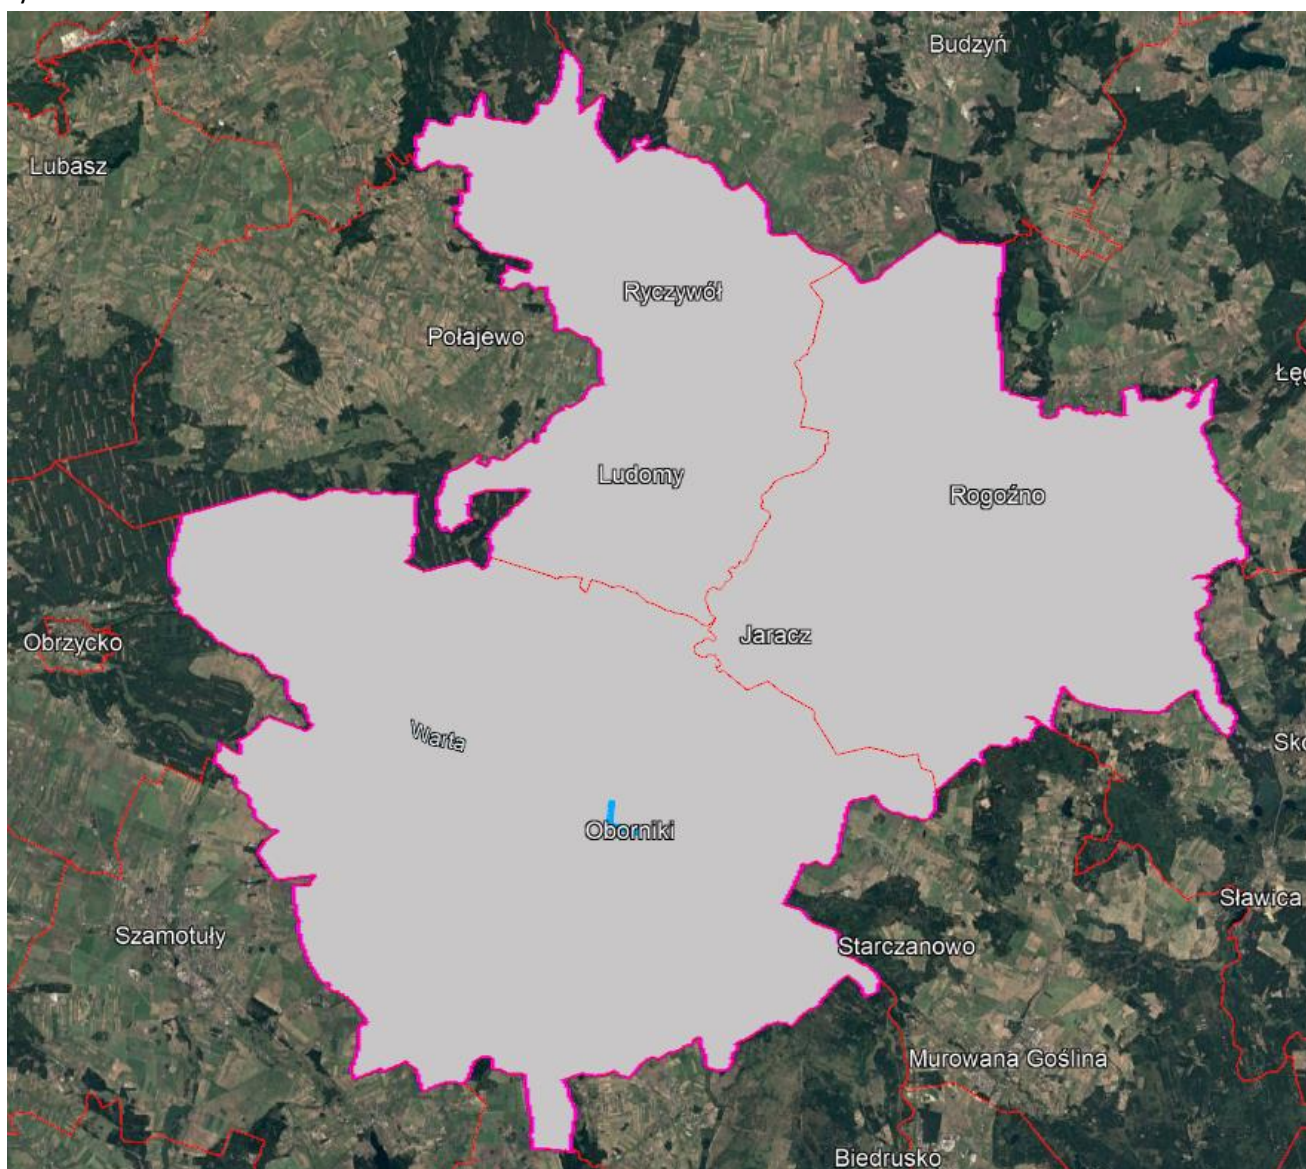 Budzyń
Lubasz
Ryczywół
Połajewo
Ludomy
Rogoźno
Obrzycko
Jaracz
Warta
Oborniki
Sławica
Szamotuły
Starczanowo
Murowana Goślina
Biedrusko